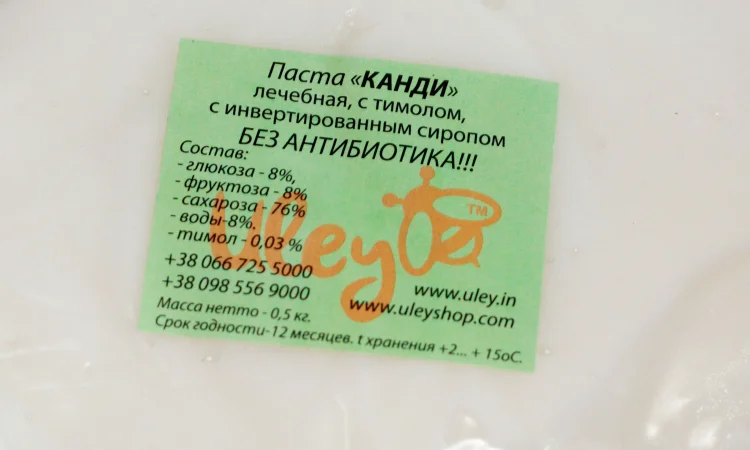 Паста «КАНДИ»
лечебная, с тимолом,
с инвертированным сиропом
БЕЗ АНТИБИОТИКА!!!
Состав:
- глюкоза - 8%,
- фруктоза - 8%
- сахароза - 76%
- воды-8%.
- тимол - 0,03 %
uley TM
+38 066 725 5000
+38 098 556 9000
www.uley.in
www.uleyshop.com
Масса нетто - 0,5 кг.
Срок годности-12 месяцев. t хранения +2... + 15оС.